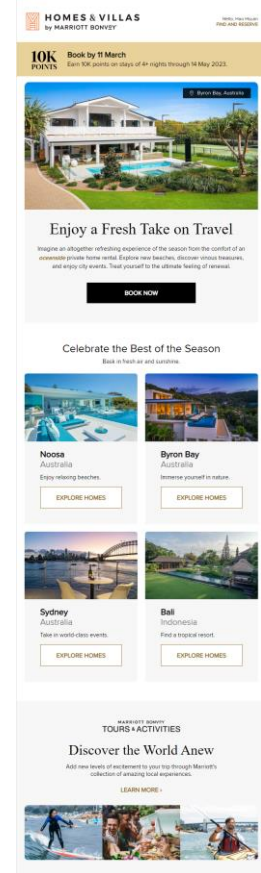 HOMES & VILLAS
by MARRIOTT BONVOY
FIND AND RESERVE
10K
POINTS
Book by 11 March
Earn 10K points on stays of 4+ nights through 14 May 2023.
Byron Bay, Australia
Enjoy a Fresh Take on Travel
Imagine an altogether refreshing experience of the season from the comfort of an
oceanside private home rental. Explore new beaches, discover vinous treasures,
and enjoy city events. Treat yourself to the ultimate feeling of renewal.
BOOK NOW
Celebrate the Best of the Season
Bask in fresh air and sunshine.
Noosa
Australia
Enjoy relaxing beaches.
EXPLORE HOMES
Byron Bay
Australia
Immerse yourself in nature.
EXPLORE HOMES
Sydney
Australia
Take in world-class events.
EXPLORE HOMES
Bali
Indonesia
Find a tropical resort.
EXPLORE HOMES
MARRIOTT BONVOY
TOURS & ACTIVITIES
Discover the World Anew
Add new levels of excitement to your trip through Marriott's
collection of amazing local experiences.
LEARN MORE ›